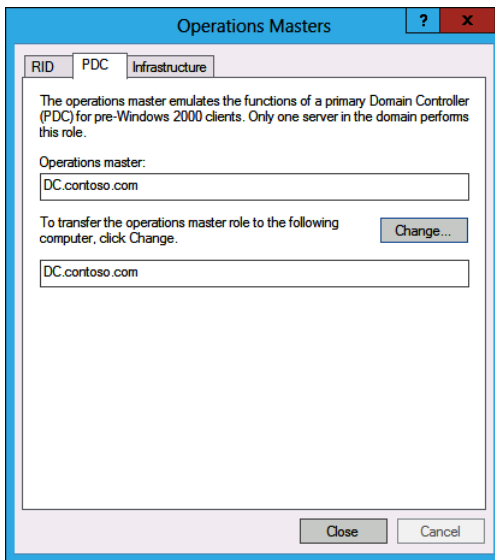 Operations Masters
? x
RID PDC Infrastructure
The operations master emulates the functions of a primary Domain Controller
(PDC) for pre-Windows 2000 clients. Only one server in the domain performs
this role.
Operations master:
DC.contoso.com
To transfer the operations master role to the following
computer, click Change.
Change...
DC.contoso.com
Close Cancel